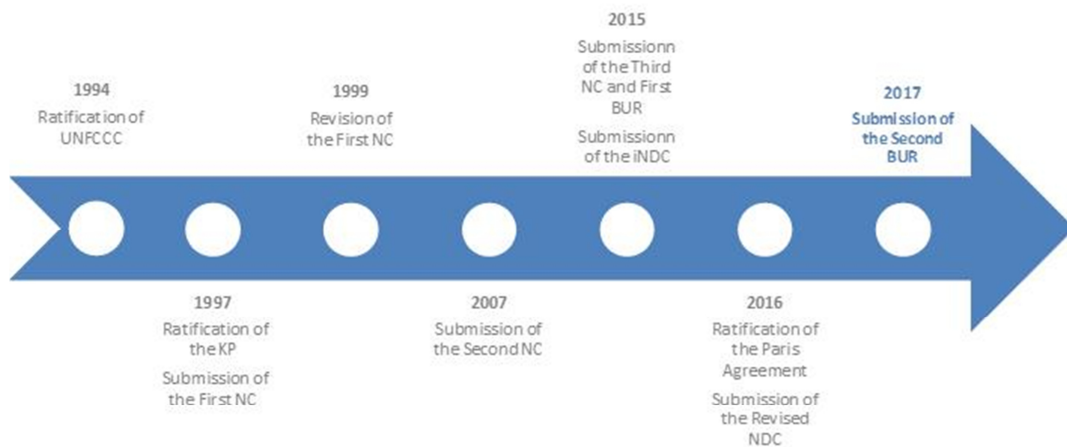 1994
Ratification of
UNFCCC
1997
Ratification of
the KP
Submission of
the First NC
1999
Revision of
the First NC
2007
Submission of
the Second NC
2015
Submissionn
of the Third
NC and First
BUR
Submissionn
of the iNDC
2016
Ratification of
the Paris
Agreement
Submission of
the Revised
NDC
2017
Submission of
the Second
BUR